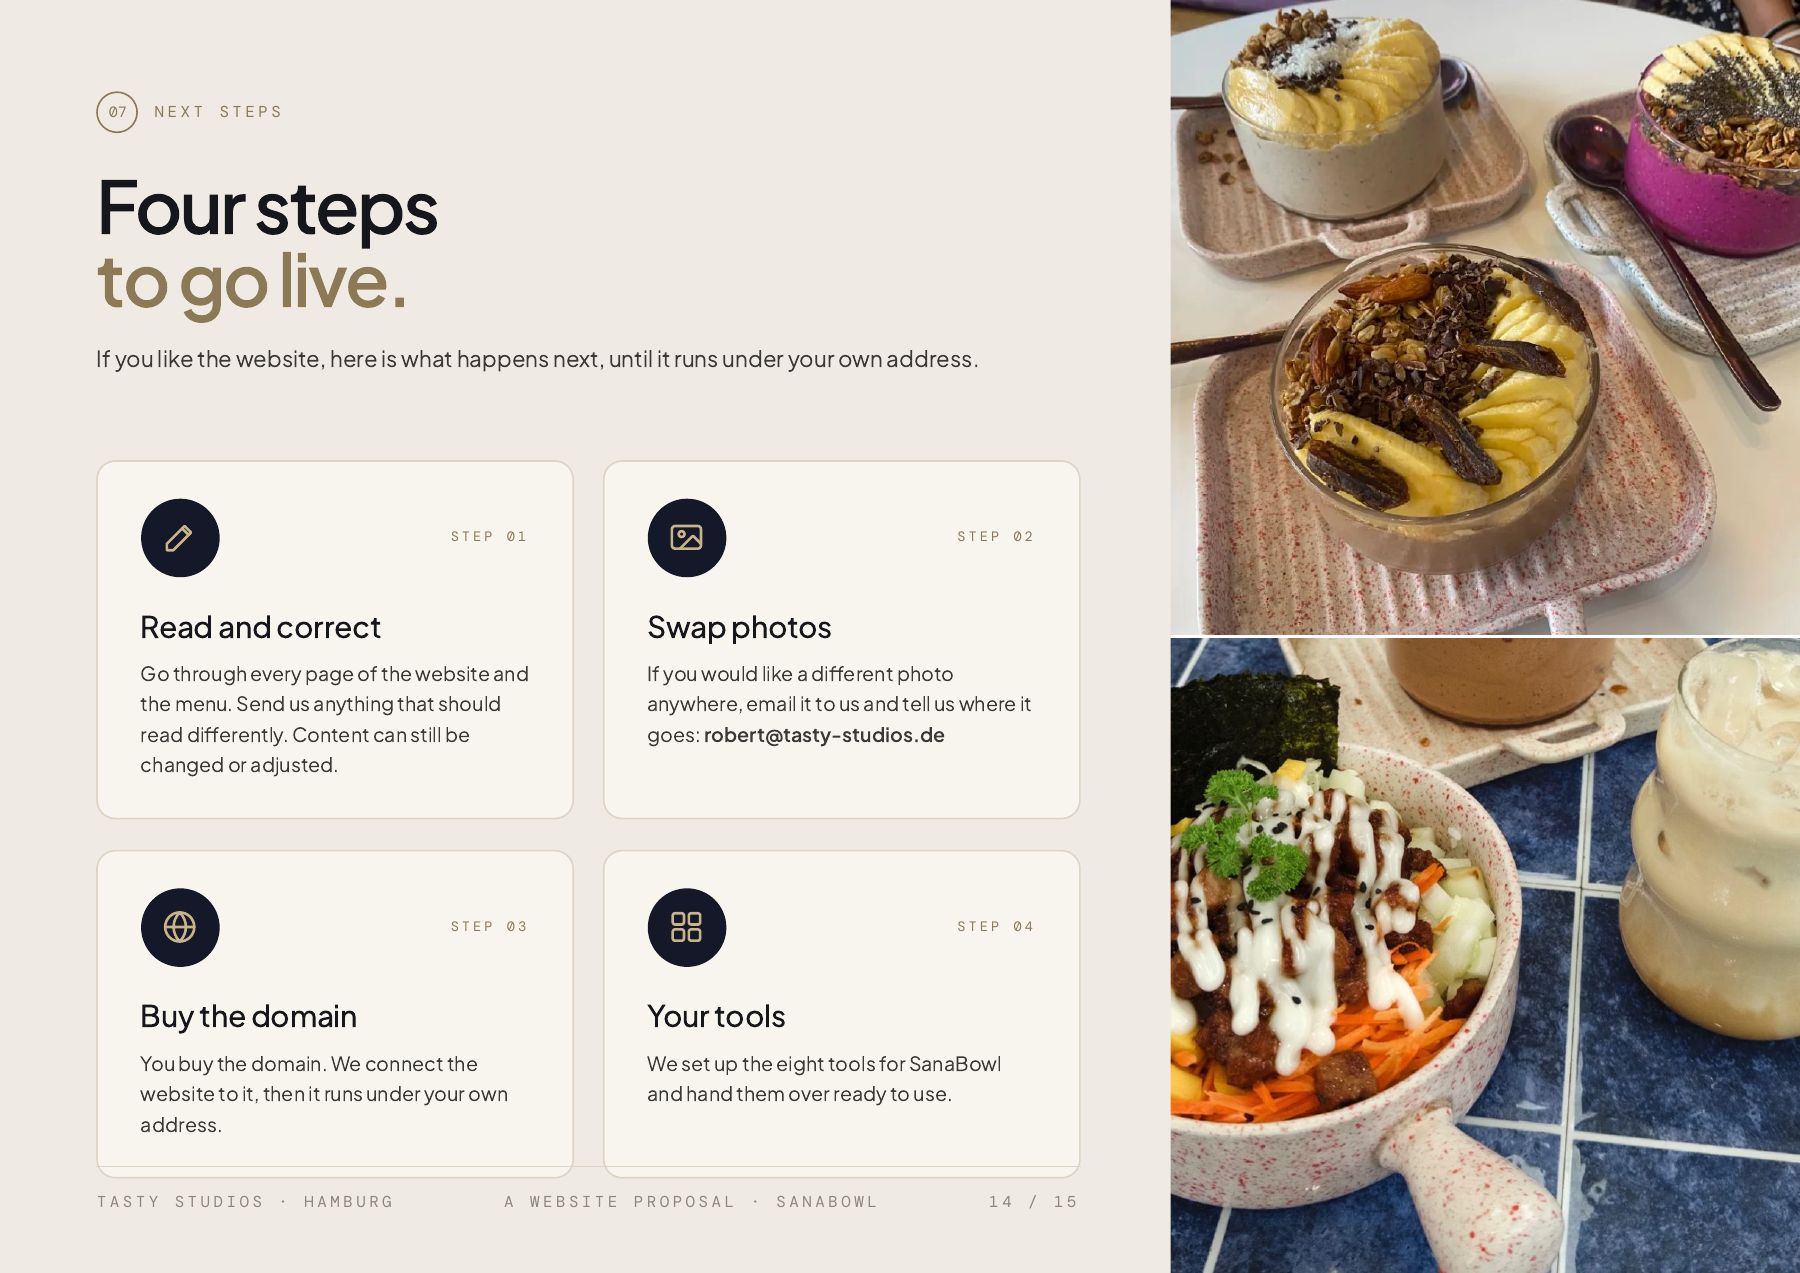 07 NEXT STEPS
Four steps
to go live.
If you like the website, here is what happens next, until it runs under your own address.
STEP 01
Read and correct
Go through every page of the website and
the menu. Send us anything that should
read differently. Content can still be
changed or adjusted.
STEP 02
Swap photos
If you would like a different photo
anywhere, email it to us and tell us where it
goes: robert@tasty-studios.de
STEP 03
Buy the domain
You buy the domain. We connect the
website to it, then it runs under your own
address.
STEP 04
Your tools
We set up the eight tools for SanaBowl
and hand them over ready to use.
TASTY STUDIOS · HAMBURG A WEBSITE PROPOSAL · SANABOWL 14 / 15